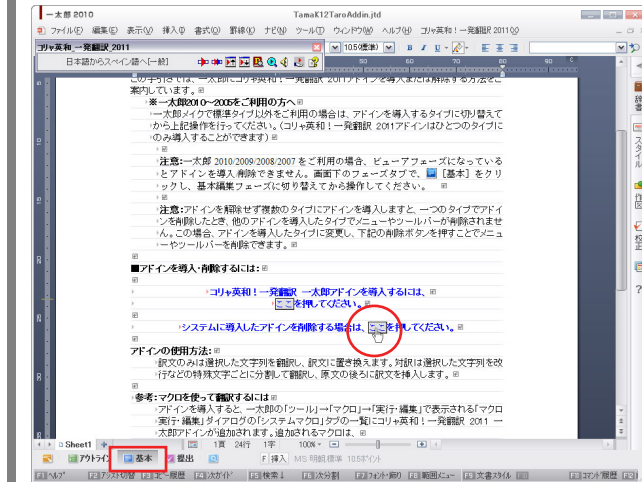 一太郎 2010
TamaK12TaroAddin.jtd
ファイル(F) 編集(E) 表示(V) 挿入(I) 書式(O) 罫線(K) ナビ(N) ツール(T) ウィンドウ(W) ヘルプ(H) コリャ英和!一発翻訳 2011(X)
コリャ英和_一発翻訳_2011
10.5(標準)
B I U
日本語からスペイン語へ[一般]
50 60 70 80 90
この手引きでは、一太郎にコリャ英和!一発翻訳 2011アドインを導入または解除する方法をご
案内しています。
※一太郎2010~2005をご利用の方へ
一太郎メイクで標準タイプ以外をご利用の場合は、アドインを導入するタイプに切り替えて
から上記操作を行ってください。(コリャ英和!一発翻訳 2011アドインはひとつのタイプに
のみ導入することができます)
注意:一太郎 2010/2009/2008/2007 をご利用の場合、ビューアフェーズになっている
とアドインを導入/削除できません。画面下のフェーズタブで、[基本] をクリ
ックし、基本編集フェーズに切り替えてから操作してください。
注意:アドインを解除せず複数のタイプにアドインを導入しますと、一つのタイプでアドイ
ンを削除したとき、他のアドインを導入したタイプでメニューやツールバーが削除されませ
ん。この場合、アドインを導入したタイプに変更し、下記の削除ボタンを押すことでメニュ
ーやツールバーを削除できます。
■アドインを導入・削除するには:
コリャ英和!一発翻訳 一太郎アドインを導入するには、
ここを押してください。
システムに導入したアドインを削除する場合は、ここを押してください。
アドインの使用方法:
訳文のみは選択した文字列を翻訳し、訳文に置き換えます。対訳は選択した文字列を改
行などの特殊文字ごとに分割して翻訳し、原文の後ろに訳文を挿入します。
参考:マクロを使って翻訳するには
アドインを導入すると、一太郎の「ツール」→「マクロ」→「実行・編集」で表示される「マクロ
実行・編集」ダイアログの「システムマクロ」タブの一覧にコリャ英和!一発翻訳 2011 一
太郎アドインが追加されます。追加されるマクロは、
辞書
スタイル
作図
校正
Sheet1
1頁 24行 1字 100%
アウトライン 基本 提出
挿入 MS 明朝 標準 10.5ポイント